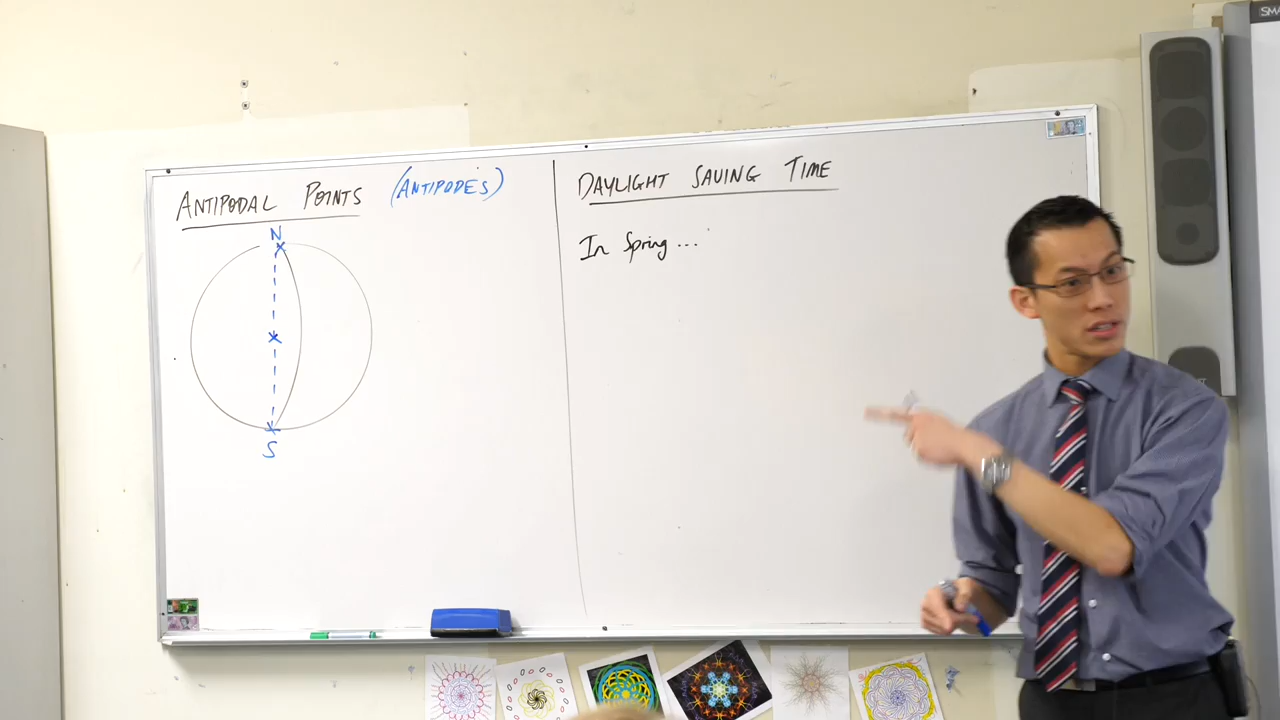 ANTIPODAL POINTS (ANTIPODES)
N
S
DAYLIGHT SAVING TIME
In Spring...